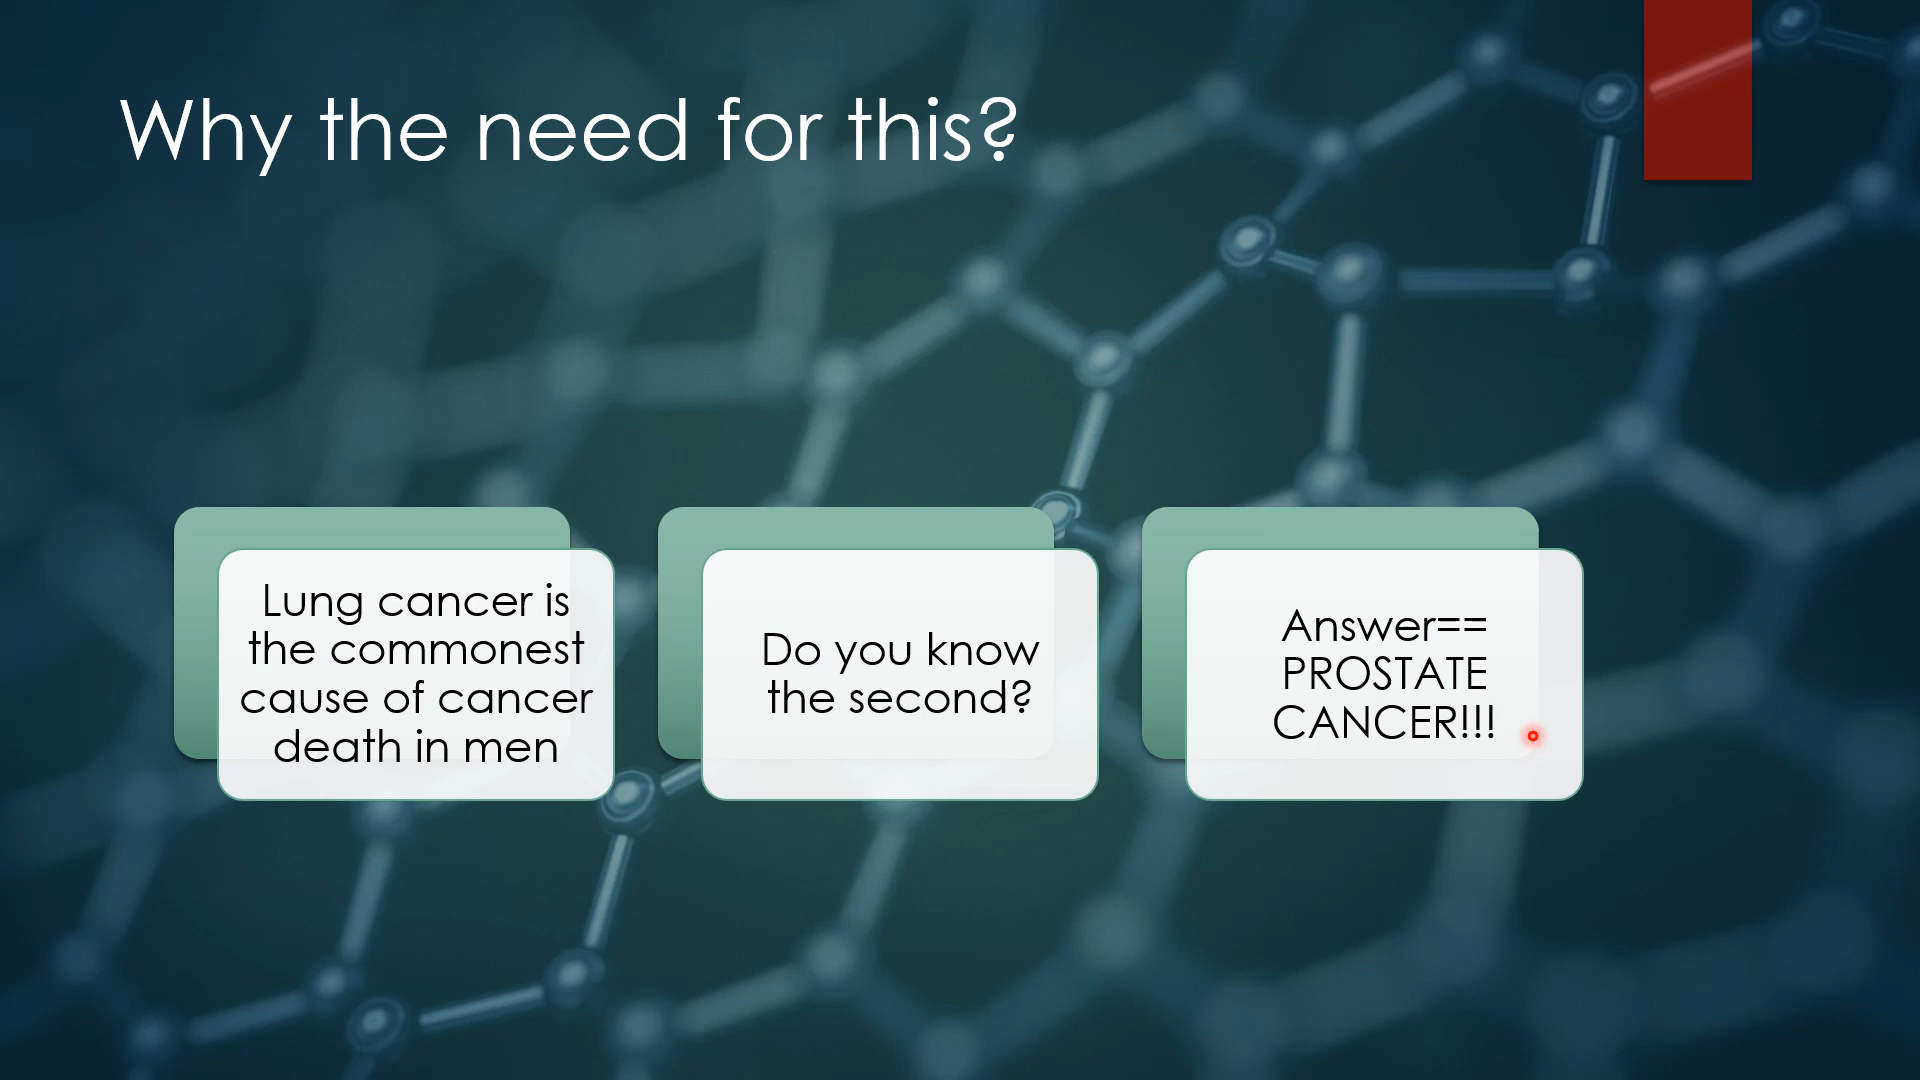 Why the need for this?
Lung cancer is
the commonest
cause of cancer
death in men
Do you know
the second?
Answer==
PROSTATE
CANCER!!!